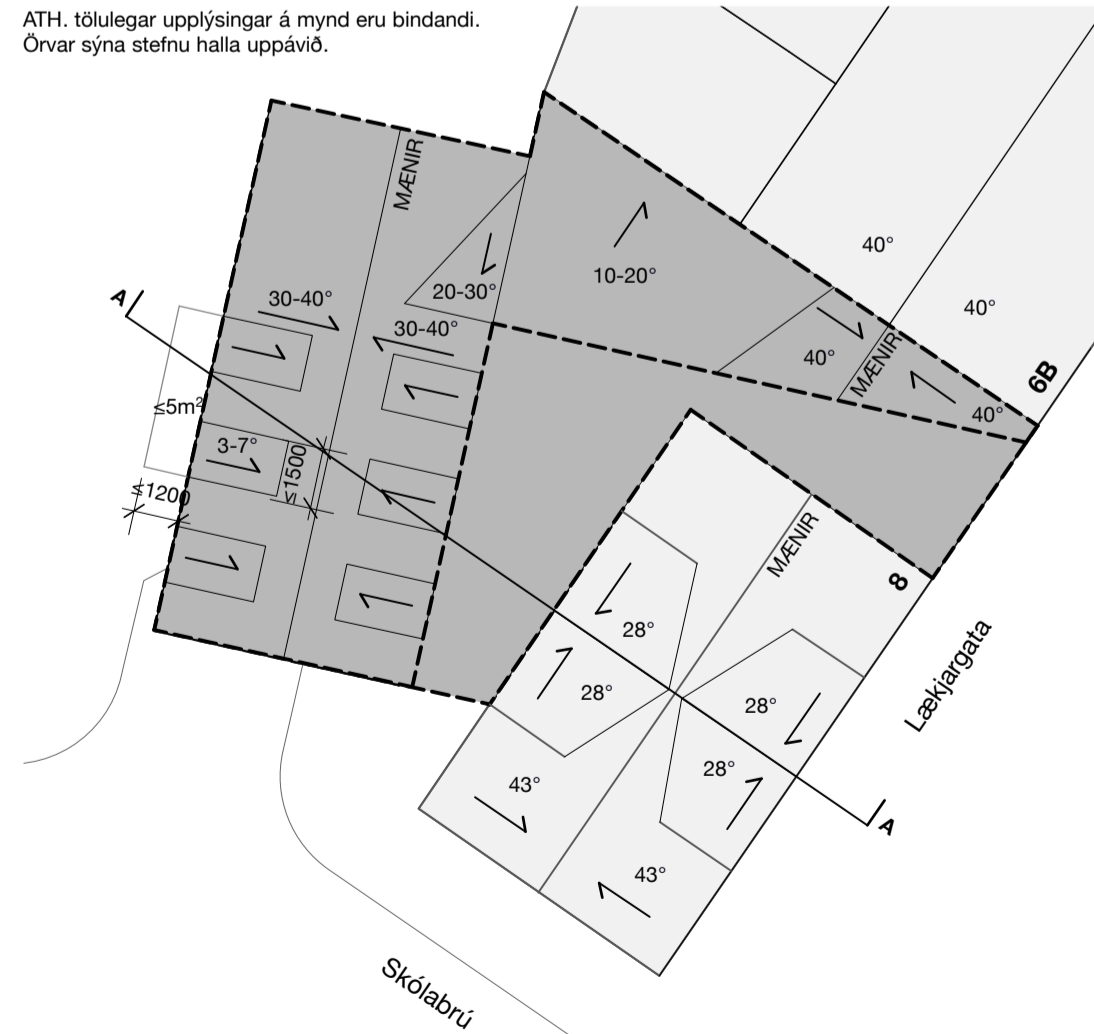 ATH. tölulegar upplýsingar á mynd eru bindandi.
Örvar sýna stefnu halla uppávið.
MÆNIR
40°
10-20°
20-30°
30-40°
30-40°
A
40°
40°
MÆNIR
6B
40°
≤5m²
3-7°
≤1500
≤1200
MÆNIR
8
28°
28°
28°
28°
Lækjargata
43°
A
43°
Skólabrú